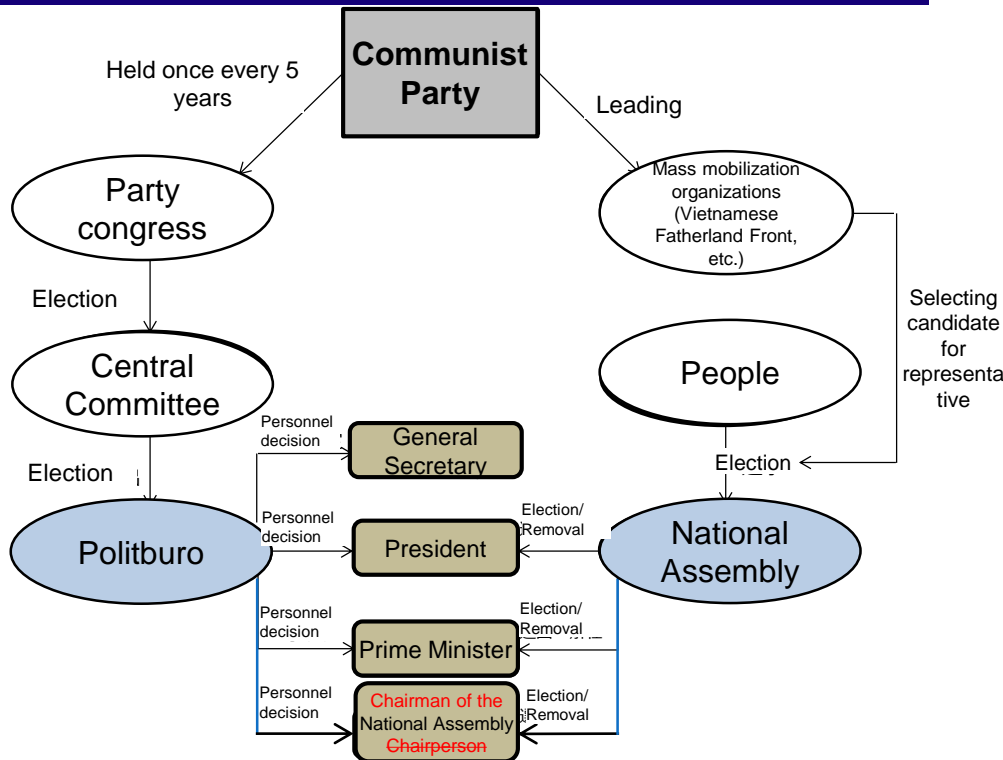 Communist
Party
Held once every 5
years
Leading
Party
congress
Mass mobilization
organizations
(Vietnamese
Fatherland Front,
etc.)
Election
Selecting
candidate
for
representa
tive
Central
Committee
People
Personnel
decision
General
Secretary
Election
Election
Politburo
Personnel
decision
President
Election/
Removal
National
Assembly
Personnel
decision
Prime Minister
Election/
Removal
Personnel
decision
Chairman of the
National Assembly
Chairperson
Election/
Removal